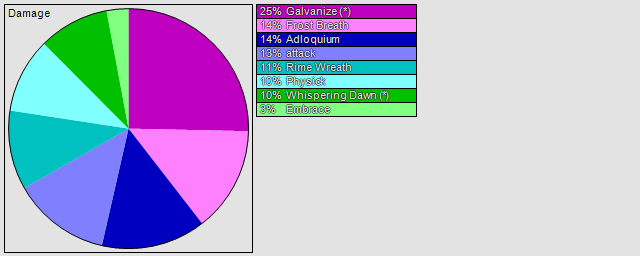 Damage
25% Galvanize (*)
14% Frost Breath
14% Adloquium
13% attack
11% Rime Wreath
10% Physick
10% Whispering Dawn (*)
3% Embrace